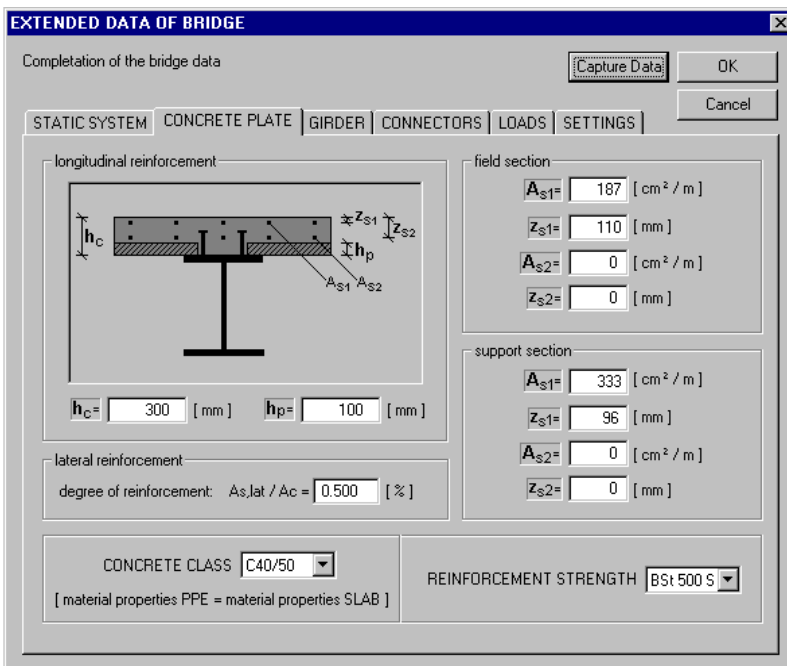 EXTENDED DATA OF BRIDGE
Completion of the bridge data
Capture Data
OK
Cancel
STATIC SYSTEM
CONCRETE PLATE
GIRDER
CONNECTORS
LOADS
SETTINGS
longitudinal reinforcement
hc
zS1
zS2
hp
AS1 AS2
hc= 300 [ mm ] hp= 100 [ mm ]
lateral reinforcement
degree of reinforcement: As,lat / Ac = 0.500 [ % ]
field section
AS1= 187 [ cm² / m ]
zS1= 110 [ mm ]
AS2= 0 [ cm² / m ]
zS2= 0 [ mm ]
support section
AS1= 333 [ cm² / m ]
zS1= 96 [ mm ]
AS2= 0 [ cm² / m ]
zS2= 0 [ mm ]
CONCRETE CLASS C40/50
[ material properties PPE = material properties SLAB ]
REINFORCEMENT STRENGTH BSt 500 S